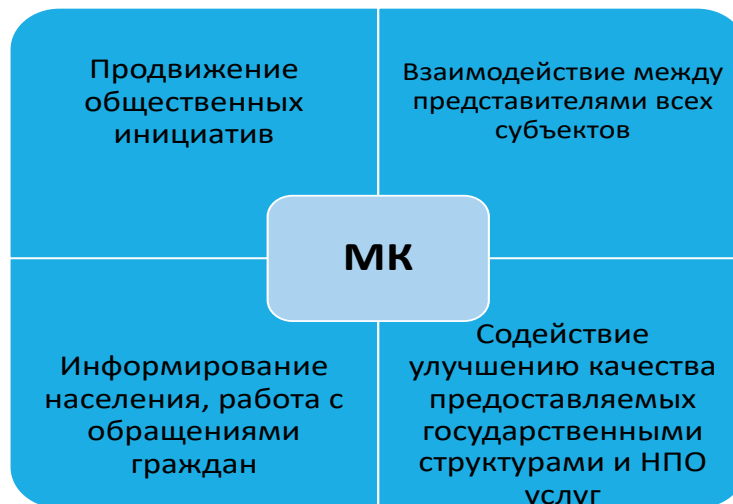 Продвижение
общественных
инициатив
Взаимодействие между
представителями всех
субъектов
МК
Информирование
населения, работа с
обращениями
граждан
Содействие
улучшению качества
предоставляемых
государственными
структурами и НПО
услуг